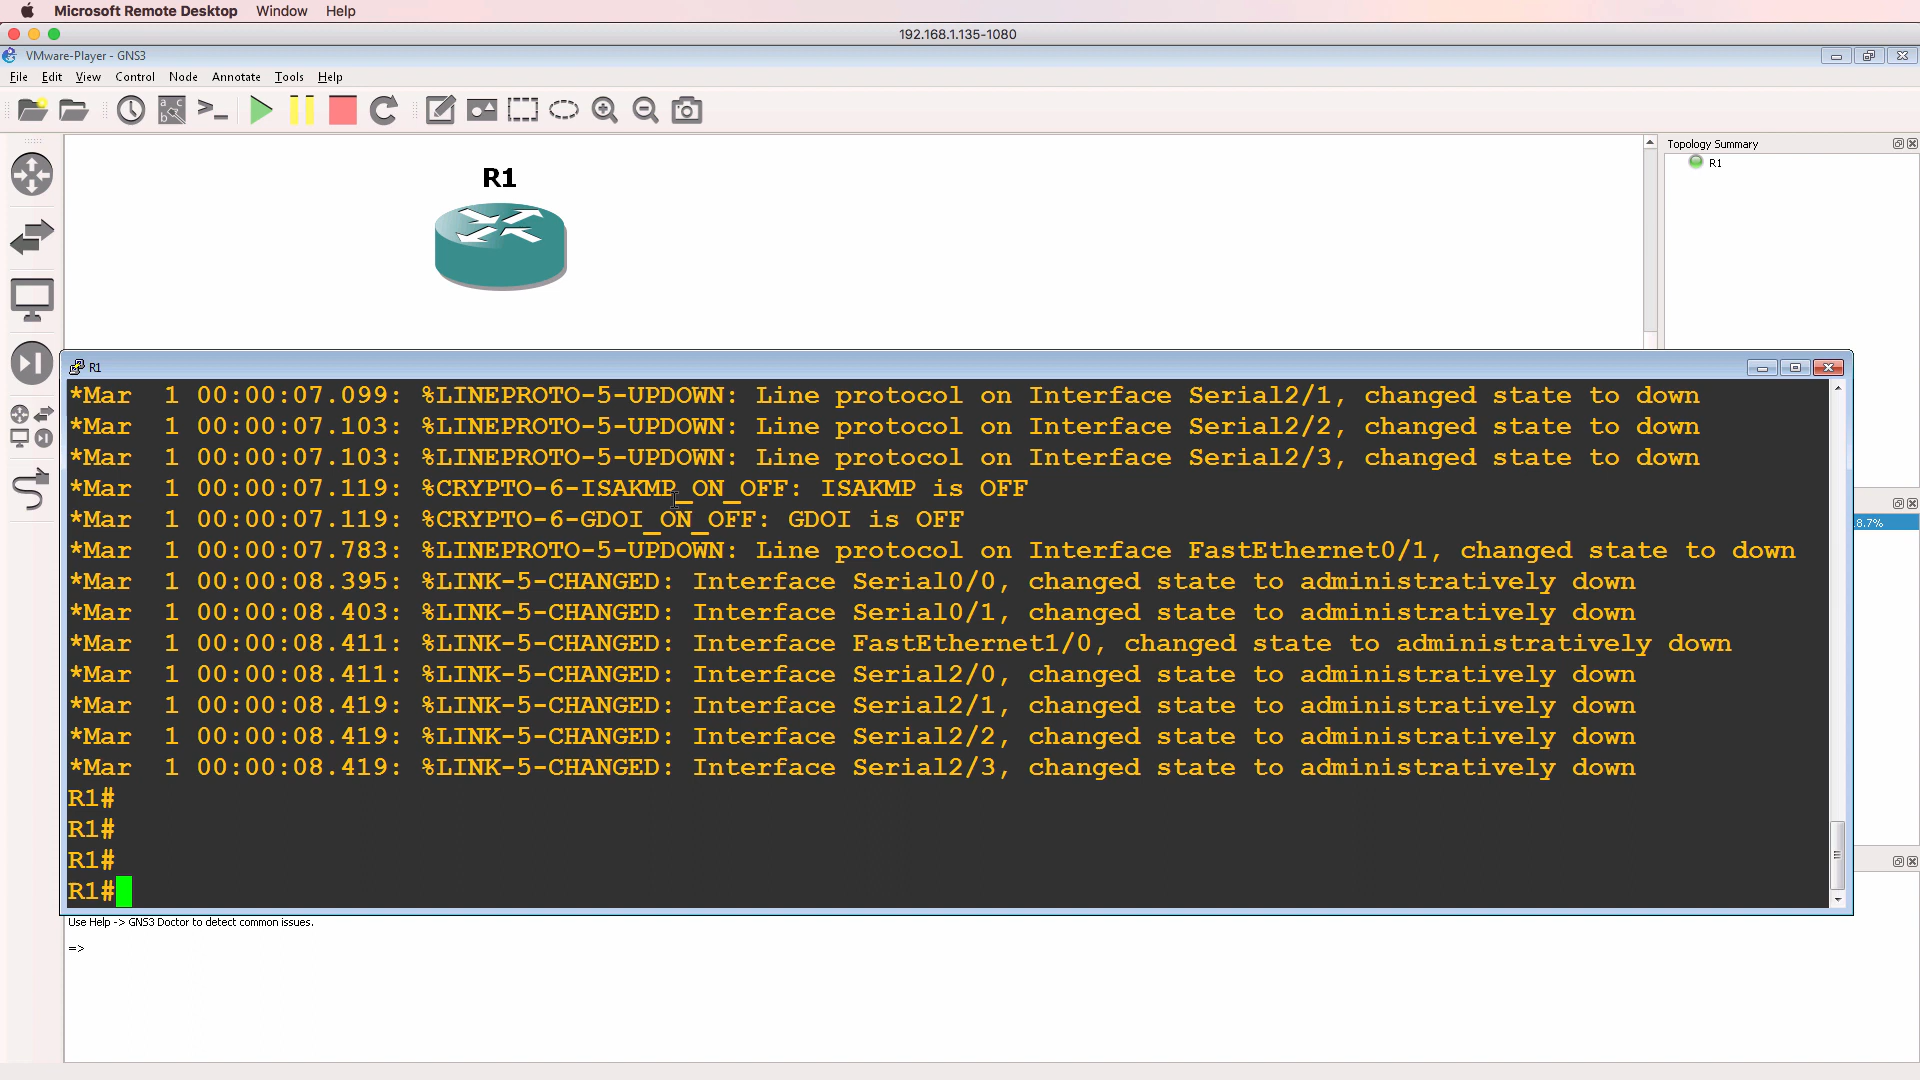 Microsoft Remote Desktop Window Help
192.168.1.135-1080
VMware-Player - GNS3
File Edit View Control Node Annotate Tools Help
R1
Topology Summary
R1
8.7%
R1
*Mar  1 00:00:07.099: %LINEPROTO-5-UPDOWN: Line protocol on Interface Serial2/1, changed state to down
*Mar  1 00:00:07.103: %LINEPROTO-5-UPDOWN: Line protocol on Interface Serial2/2, changed state to down
*Mar  1 00:00:07.103: %LINEPROTO-5-UPDOWN: Line protocol on Interface Serial2/3, changed state to down
*Mar  1 00:00:07.119: %CRYPTO-6-ISAKMP_ON_OFF: ISAKMP is OFF
*Mar  1 00:00:07.119: %CRYPTO-6-GDOI_ON_OFF: GDOI is OFF
*Mar  1 00:00:07.783: %LINEPROTO-5-UPDOWN: Line protocol on Interface FastEthernet0/1, changed state to down
*Mar  1 00:00:08.395: %LINK-5-CHANGED: Interface Serial0/0, changed state to administratively down
*Mar  1 00:00:08.403: %LINK-5-CHANGED: Interface Serial0/1, changed state to administratively down
*Mar  1 00:00:08.411: %LINK-5-CHANGED: Interface FastEthernet1/0, changed state to administratively down
*Mar  1 00:00:08.411: %LINK-5-CHANGED: Interface Serial2/0, changed state to administratively down
*Mar  1 00:00:08.419: %LINK-5-CHANGED: Interface Serial2/1, changed state to administratively down
*Mar  1 00:00:08.419: %LINK-5-CHANGED: Interface Serial2/2, changed state to administratively down
*Mar  1 00:00:08.419: %LINK-5-CHANGED: Interface Serial2/3, changed state to administratively down
R1#
R1#
R1#
R1#
Use Help -> GNS3 Doctor to detect common issues.
=>